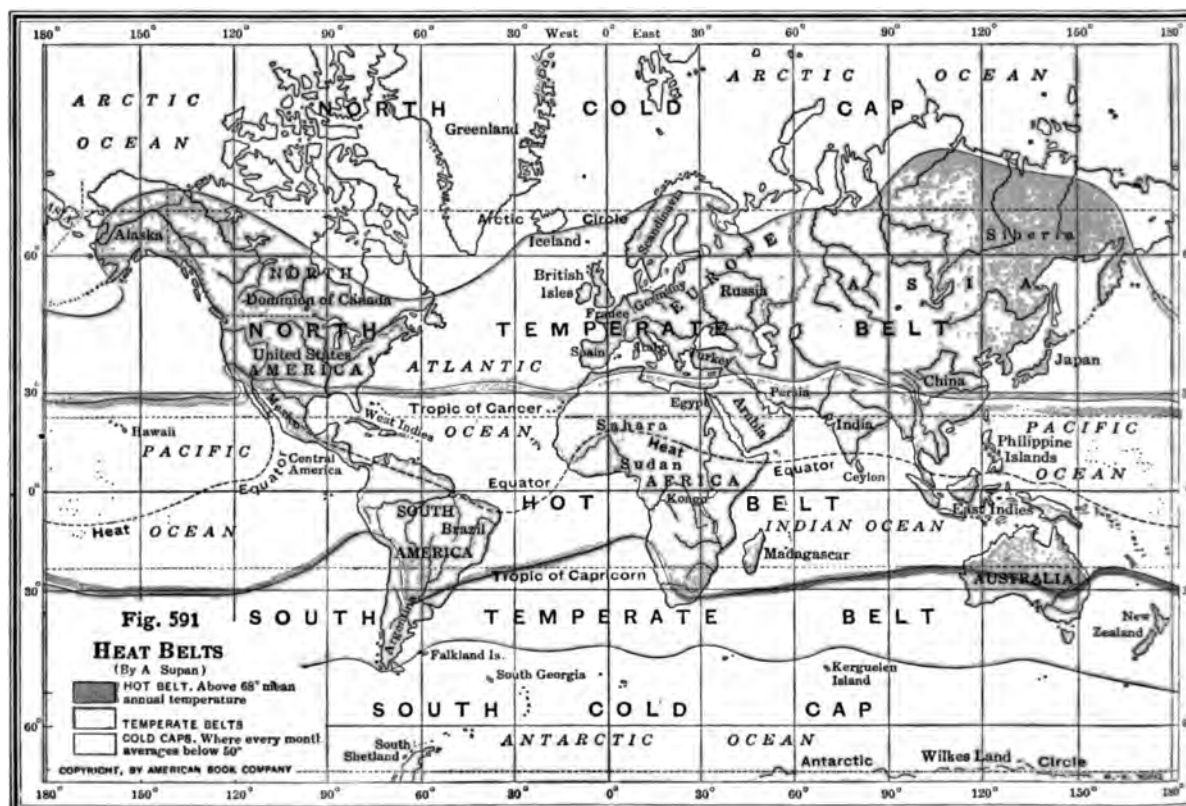 180° 150° 120° 90° 60° 30° West 0° East 30° 60° 90° 120° 150° 180°
ARCTIC OCEAN
ARCTIC OCEAN
NORTH COLD CAP
Greenland
Arctic Circle
Iceland
Scandinavia
Alaska
Siberia
60°
60°
NORTH
Dominion of Canada
British
Isles
Germany
EUROPE
Russia
ASIA
France
NORTH TEMPERATE BELT
United States
AMERICA
ATLANTIC
Spain
Italy
Turkey
China
Japan
30°
30
Mexico
Tropic of Cancer
Egypt
Persia
Arabia
India
West Indies
OCEAN
Sahara
Hawaii
PACIFIC
Central
America
Heat
Equator
Equator
Equator
Sudan
AFRICA
Ceylon
Philippine
Islands
PACIFIC
OCEAN
0°
0°
HOT BELT
Kongo
East Indies
Heat
OCEAN
SOUTH
Brazil
AMERICA
INDIAN OCEAN
Madagascar
Tropic of Capricorn
AUSTRALIA
30
30°
Fig. 591
SOUTH TEMPERATE BELT
Argentina
New
Zealand
HEAT BELTS
(By A Supan)
HOT BELT. Above 68° mean
annual temperature
TEMPERATE BELTS
COLD CAPS. Where every month
averages below 50°
COPYRIGHT, BY AMERICAN BOOK COMPANY
Falkland Is.
South Georgia
Kerguelen
Island
SOUTH COLD CAP
60°
60°
ANTARCTIC OCEAN
South
Shetland
Antarctic
Wilkes Land
Circle
180° 150° 120° 90° 60° 30° 0° 30° 60° 90° 120° 150° 180°